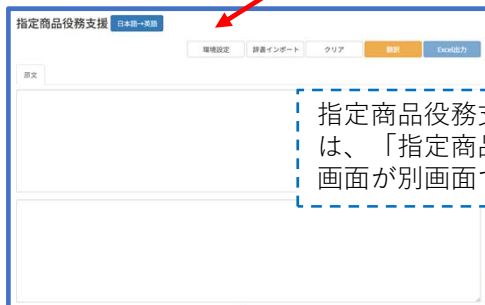 指定商品役務支援 日本語→英語
環境設定 辞書インポート クリア 翻訳 Excel出力
原文
指定商品役務支
は、「指定商品
画面が別画面で